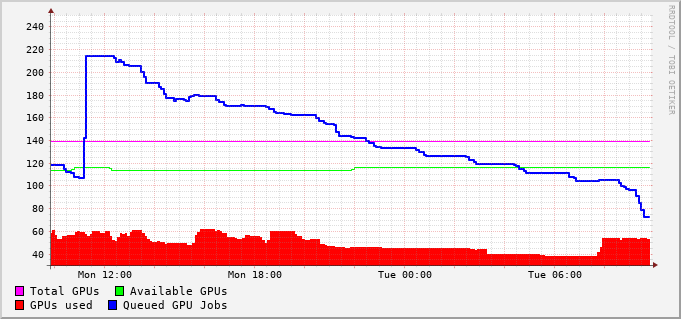 240
220
200
180
160
140
120
100
80
60
40
Mon 12:00 Mon 18:00 Tue 00:00 Tue 06:00
Total GPUs Available GPUs
GPUs used Queued GPU Jobs
RRDTOOL / TOBI OETIKER